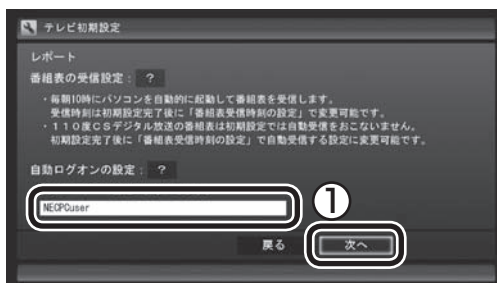 テレビ初期設定
レポート
番組表の受信設定： ？
・毎朝10時にパソコンを自動的に起動して番組表を受信します。
受信時刻は初期設定完了後に「番組表受信時刻の設定」で変更可能です。
・１１０度ＣＳデジタル放送の番組表は初期設定では自動受信をおこないません。
初期設定完了後に「番組表受信時刻の設定」で自動受信する設定に変更可能です。
自動ログオンの設定： ？
NECPCuser
①
戻る
次へ